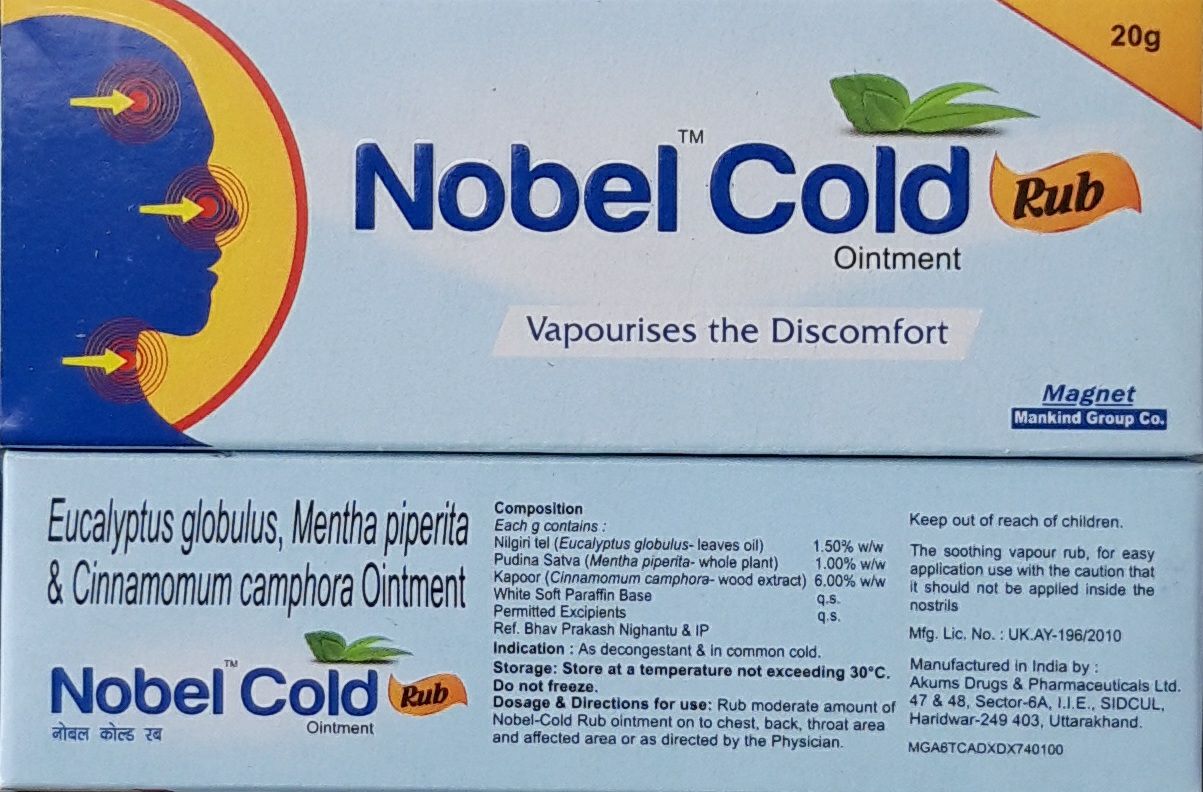 20g
Nobel™ Cold Rub
Ointment
Vapourises the Discomfort
Magnet
Mankind Group Co.
Eucalyptus globulus, Mentha piperita
& Cinnamomum camphora Ointment
Nobel™ Cold Rub
Ointment
नोबल कोल्ड रब
Composition
Each g contains :
Nilgiri tel (Eucalyptus globulus- leaves oil) 1.50% w/w
Pudina Satva (Mentha piperita- whole plant) 1.00% w/w
Kapoor (Cinnamomum camphora- wood extract) 6.00% w/w
White Soft Paraffin Base q.s.
Permitted Excipients q.s.
Ref. Bhav Prakash Nighantu & IP
Indication : As decongestant & in common cold.
Storage: Store at a temperature not exceeding 30°C.
Do not freeze.
Dosage & Directions for use: Rub moderate amount of
Nobel-Cold Rub ointment on to chest, back, throat area
and affected area or as directed by the Physician.
Keep out of reach of children.
The soothing vapour rub, for easy
application use with the caution that
it should not be applied inside the
nostrils
Mfg. Lic. No. : UK.AY-196/2010
Manufactured in India by :
Akums Drugs & Pharmaceuticals Ltd.
47 & 48, Sector-6A, I.I.E., SIDCUL,
Haridwar-249 403, Uttarakhand.
MGA6TCADXDX740100